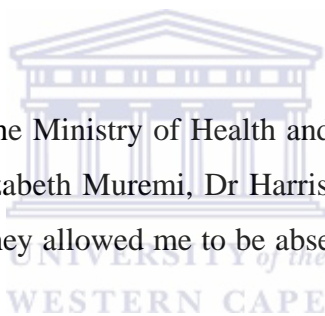 he Ministry of Health and
zabeth Muremi, Dr Harris
hey allowed me to be abse
UNIVERSITY of the
WESTERN CAPE